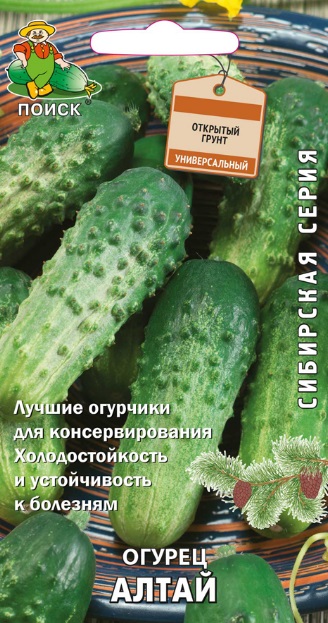 ПОИСК
ОТКРЫТЫЙ
ГРУНТ
УНИВЕРСАЛЬНЫЙ
СИБИРСКАЯ СЕРИЯ
Лучшие огурчики
для консервирования
Холодостойкость
и устойчивость
к болезням
ОГУРЕЦ
АЛТАЙ